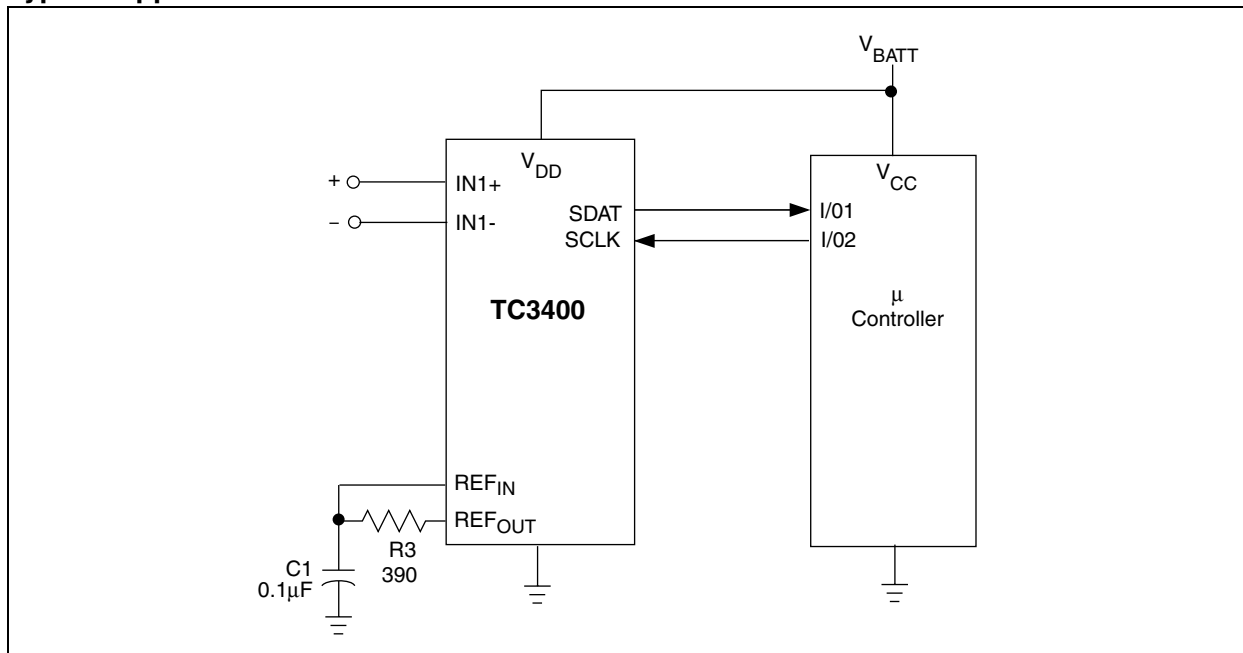 V_BATT
V_DD
V_CC
+
IN1+
−
IN1-
SDAT
I/01
SCLK
I/02
TC3400
μ
Controller
REF_IN
REF_OUT
R3
390
C1
0.1μF